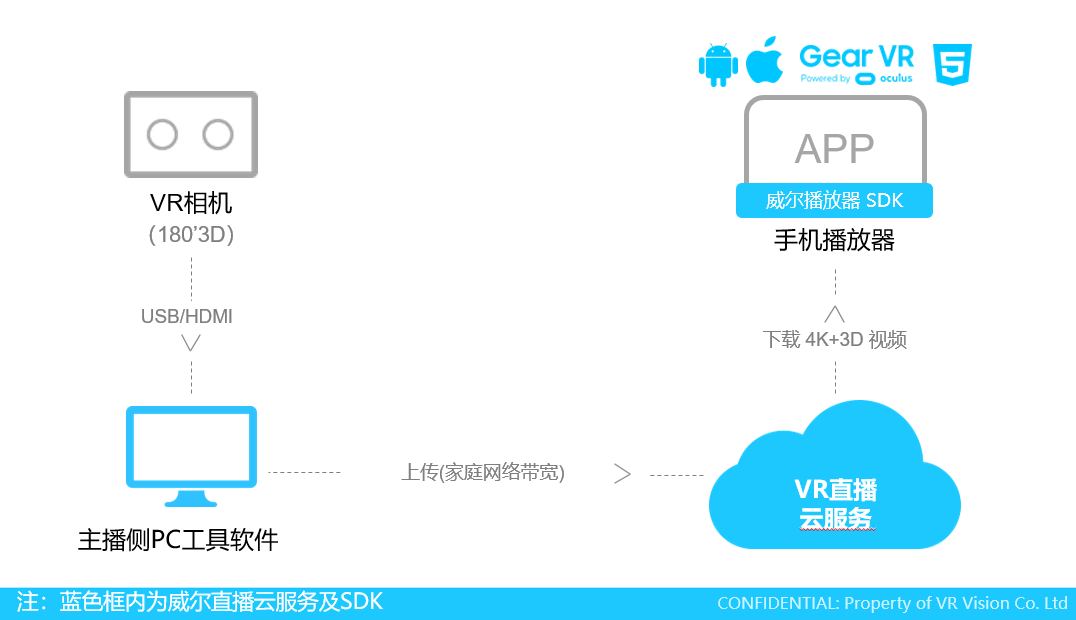 Gear VR
Powered by oculus
5
APP
威尔播放器 SDK
手机播放器
VR相机
(180’3D)
USB/HDMI
下载 4K+3D 视频
上传(家庭网络带宽)
VR直播
云服务
主播侧PC工具软件
注：蓝色框内为威尔直播云服务及SDK
CONFIDENTIAL: Property of VR Vision Co. Ltd